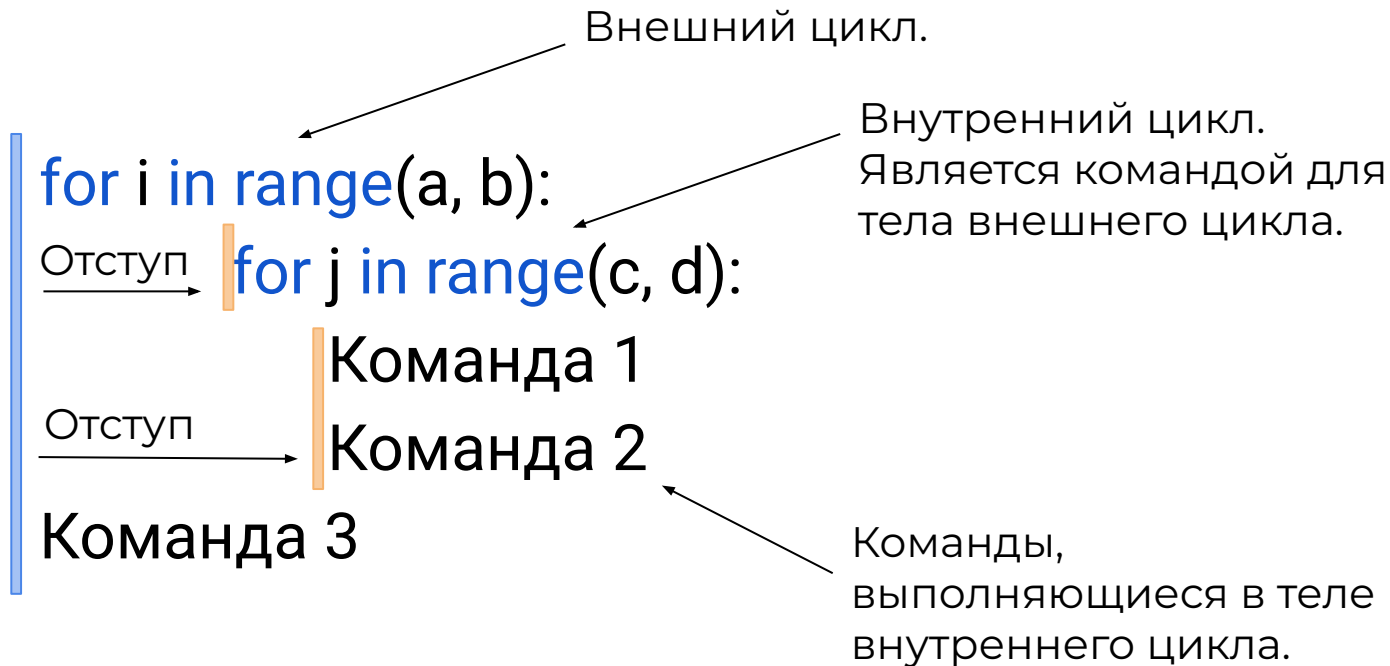 Внешний цикл.
Внутренний цикл.
Является командой для
тела внешнего цикла.
for i in range(a, b):
Отступ
for j in range(c, d):
Команда 1
Отступ
Команда 2
Команда 3
Команды,
выполняющиеся в теле
внутреннего цикла.